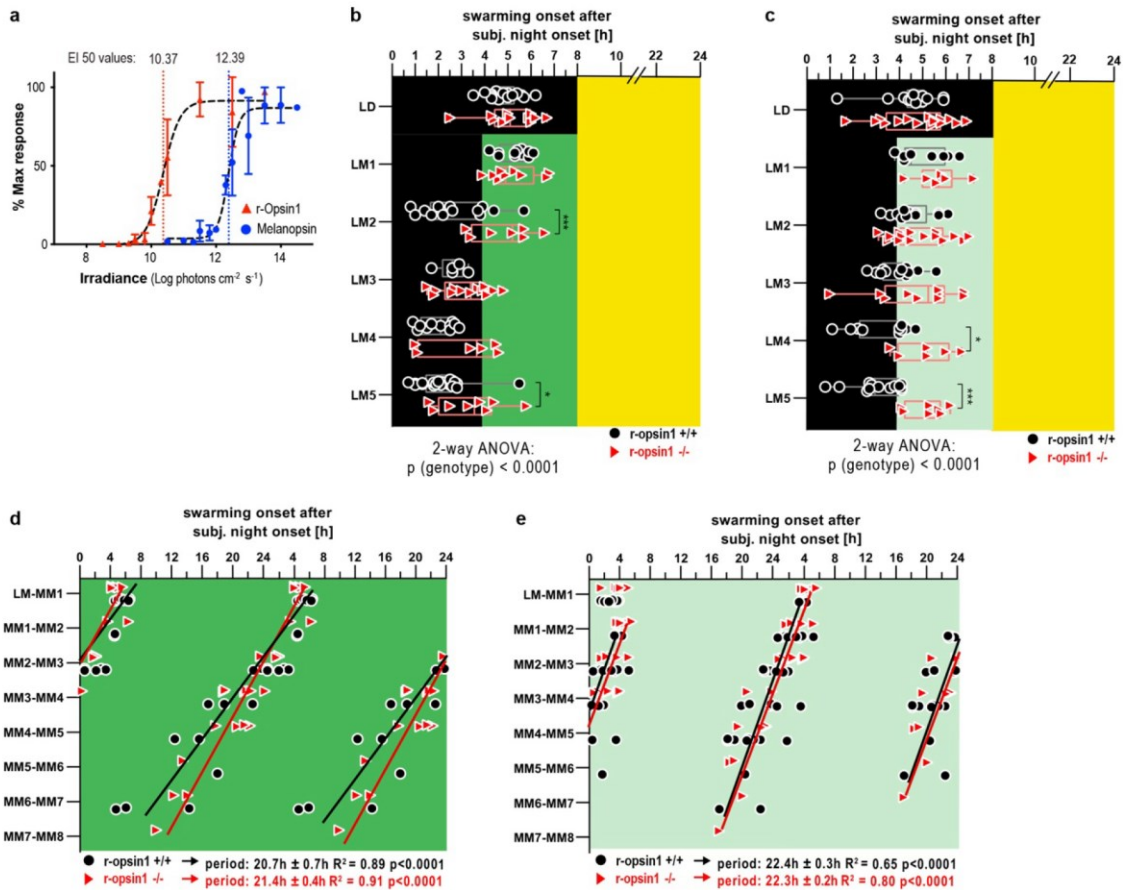 a
EI 50 values: 10.37 12.39
% Max response
100
50
0
8 10 12 14
Irradiance (Log photons cm⁻² s⁻¹)
r-Opsin1
Melanopsin
b
swarming onset after
subj. night onset [h]
0 1 2 3 4 5 6 7 8 10 22 24
LD
LM1
LM2
***
LM3
LM4
LM5
*
2-way ANOVA:
p (genotype) < 0.0001
r-opsin1 +/+
r-opsin1 -/-
c
swarming onset after
subj. night onset [h]
0 1 2 3 4 5 6 7 8 10 22 24
LD
LM1
LM2
LM3
LM4
*
LM5
***
2-way ANOVA:
p (genotype) < 0.0001
r-opsin1 +/+
r-opsin1 -/-
d
swarming onset after
subj. night onset [h]
0 4 8 12 16 20 24 4 8 12 16 20 24
LM-MM1
MM1-MM2
MM2-MM3
MM3-MM4
MM4-MM5
MM5-MM6
MM6-MM7
MM7-MM8
r-opsin1 +/+ period: 20.7h ± 0.7h R² = 0.89 p<0.0001
r-opsin1 -/- period: 21.4h ± 0.4h R² = 0.91 p<0.0001
e
swarming onset after
subj. night onset [h]
0 4 8 12 16 20 24 4 8 12 16 20 24
LM-MM1
MM1-MM2
MM2-MM3
MM3-MM4
MM4-MM5
MM5-MM6
MM6-MM7
MM7-MM8
r-opsin1 +/+ period: 22.4h ± 0.3h R² = 0.65 p<0.0001
r-opsin1 -/- period: 22.3h ± 0.2h R² = 0.80 p<0.0001